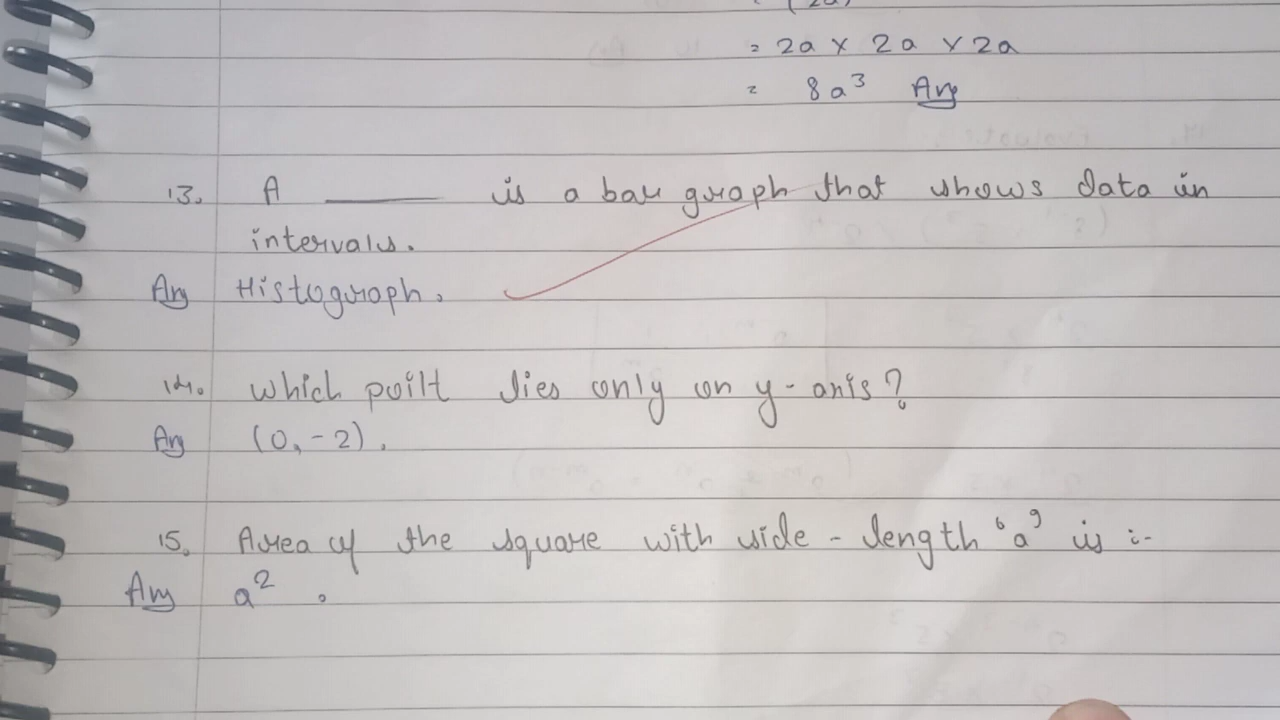 = 2a × 2a × 2a
= 8a³ Ans
13. A ______ is a bar graph that shows data in
intervals.
Ans Histograph.
14. Which poilt lies only on y-axis?
Ans (0, -2).
15. Area of the square with side - length 'a' is :-
Ans a².